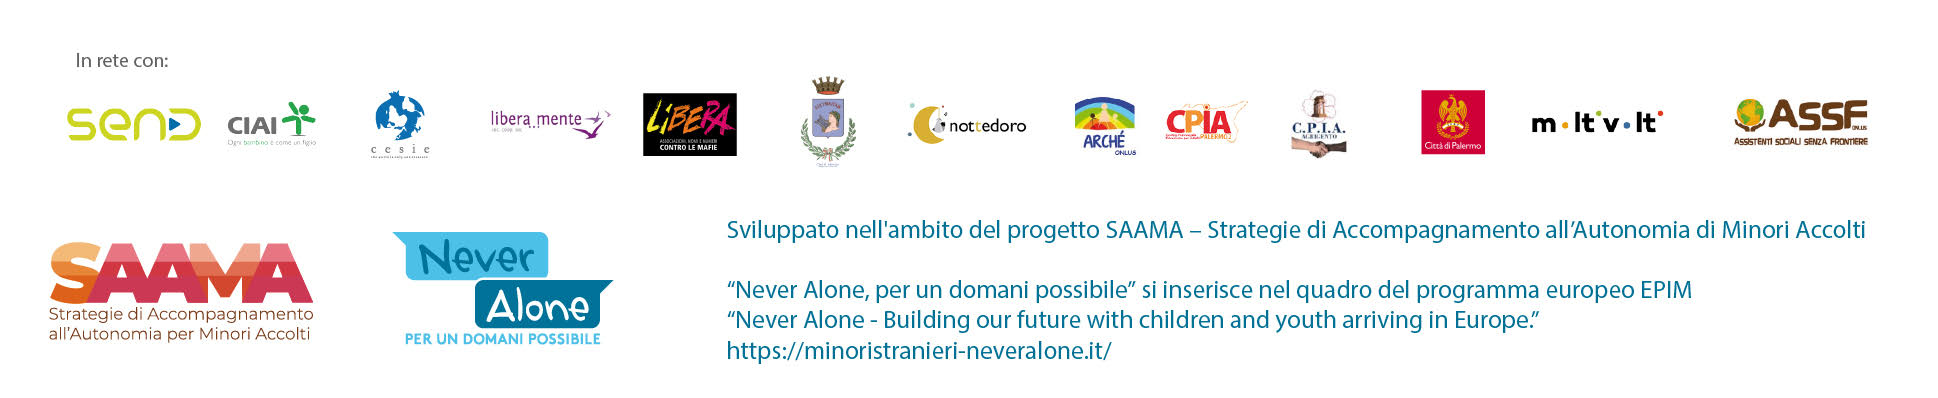 In rete con:
send
CIAI
Ogni bambino è come un figlio
cesie
libera_mente
LIBERA
ASSOCIAZIONI, NOMI E NUMERI
CONTRO LE MAFIE
nottedoro
ARCHÉ
ONLUS
CPIA
PALERMO 2
C.P.I.A.
AGRIGENTO
Città di Palermo
m•lt•v•lt•
ASSF
ONLUS
ASSISTENTI SOCIALI SENZA FRONTIERE
SAAMA
Strategie di Accompagnamento
all'Autonomia per Minori Accolti
Never
Alone
PER UN DOMANI POSSIBILE
Sviluppato nell'ambito del progetto SAAMA – Strategie di Accompagnamento all’Autonomia di Minori Accolti
“Never Alone, per un domani possibile” si inserisce nel quadro del programma europeo EPIM
“Never Alone - Building our future with children and youth arriving in Europe.”
https://minoristranieri-neveralone.it/